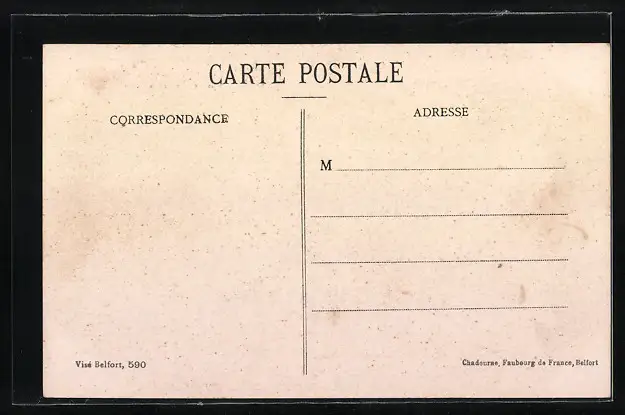 CARTE POSTALE
CORRESPONDANCE
ADRESSE
M
Visé Belfort, 590
Chadourne, Faubourg de France, Belfort